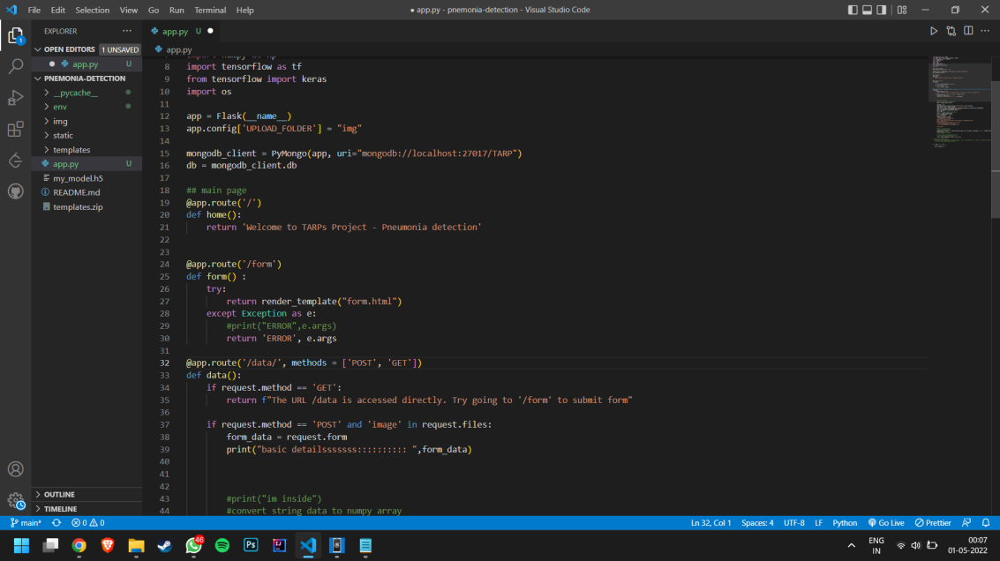 File Edit Selection View Go Run Terminal Help
● app.py - pnemonia-detection - Visual Studio Code
EXPLORER
OPEN EDITORS 1 UNSAVED
● app.py U
PNEMONIA-DETECTION
__pycache__
env
img
static
templates
app.py U
my_model.h5
README.md
templates.zip
OUTLINE
TIMELINE
app.py U ●
app.py
8 import tensorflow as tf
9 from tensorflow import keras
10 import os
11
12 app = Flask(__name__)
13 app.config['UPLOAD_FOLDER'] = "img"
14
15 mongodb_client = PyMongo(app, uri="mongodb://localhost:27017/TARP")
16 db = mongodb_client.db
17
18 ## main page
19 @app.route('/')
20 def home():
21 return 'Welcome to TARPs Project - Pneumonia detection'
22
23
24 @app.route('/form')
25 def form() :
26 try:
27 return render_template("form.html")
28 except Exception as e:
29 #print("ERROR",e.args)
30 return 'ERROR', e.args
31
32 @app.route('/data/', methods = ['POST', 'GET'])
33 def data():
34 if request.method == 'GET':
35 return f"The URL /data is accessed directly. Try going to '/form' to submit form"
36
37 if request.method == 'POST' and 'image' in request.files:
38 form_data = request.form
39 print("basic detailsssssss:::::::::: ",form_data)
40
41
42
43 #print("im inside")
44 #convert string data to numpy array
main* 0 0 Ln 32, Col 1 Spaces: 4 UTF-8 LF Python Go Live Prettier
46 Ps ENG IN 00:07 01-05-2022